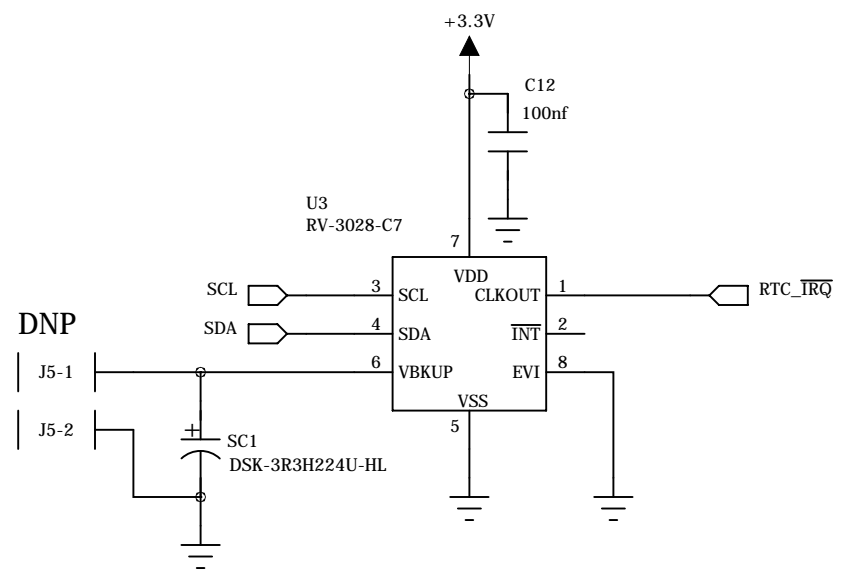 +3.3V
C12
100nf
U3
RV-3028-C7
7
VDD
SCL
3
SCL
CLKOUT
1
RTC_IRQ
SDA
4
SDA
INT
2
DNP
J5-1
6
VBKUP
EVI
8
VSS
5
J5-2
+
SC1
DSK-3R3H224U-HL